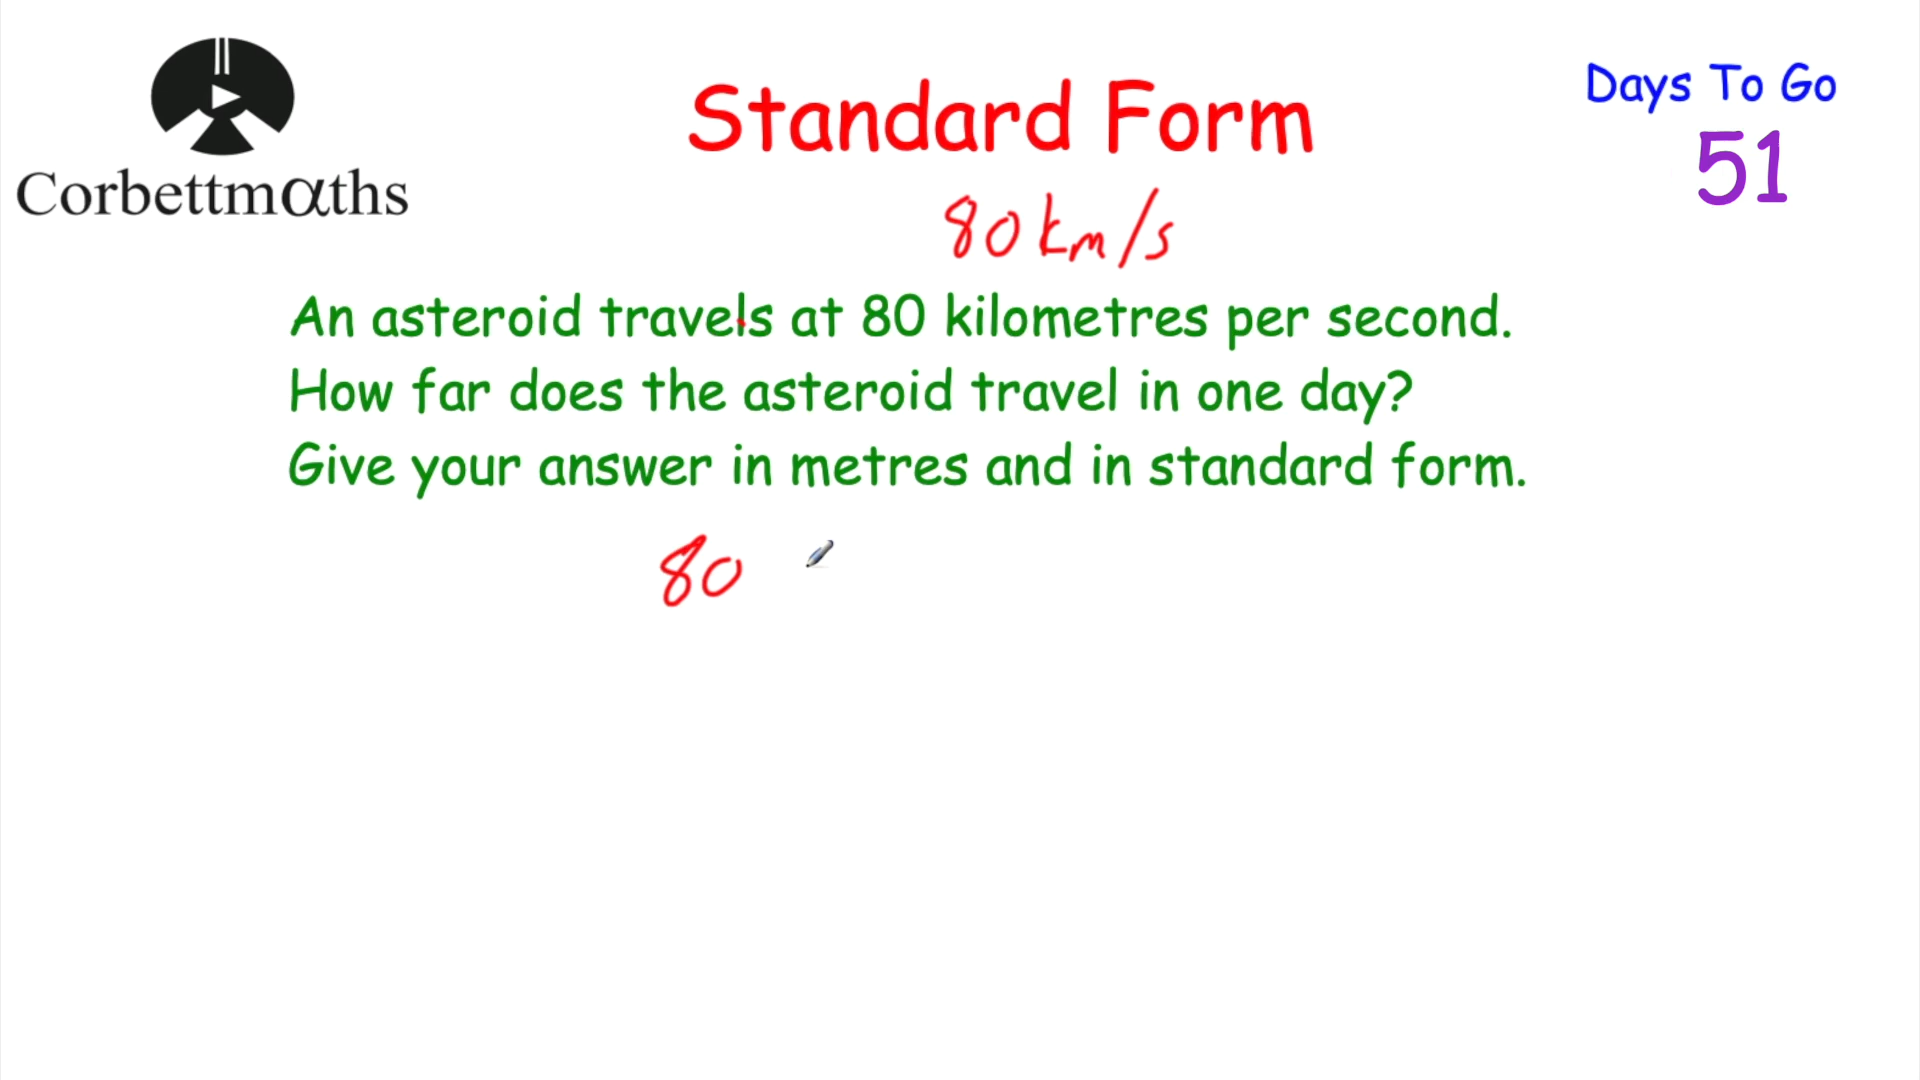 Corbettmαths
Standard Form
Days To Go
51
80 km/s
An asteroid travels at 80 kilometres per second.
How far does the asteroid travel in one day?
Give your answer in metres and in standard form.
80